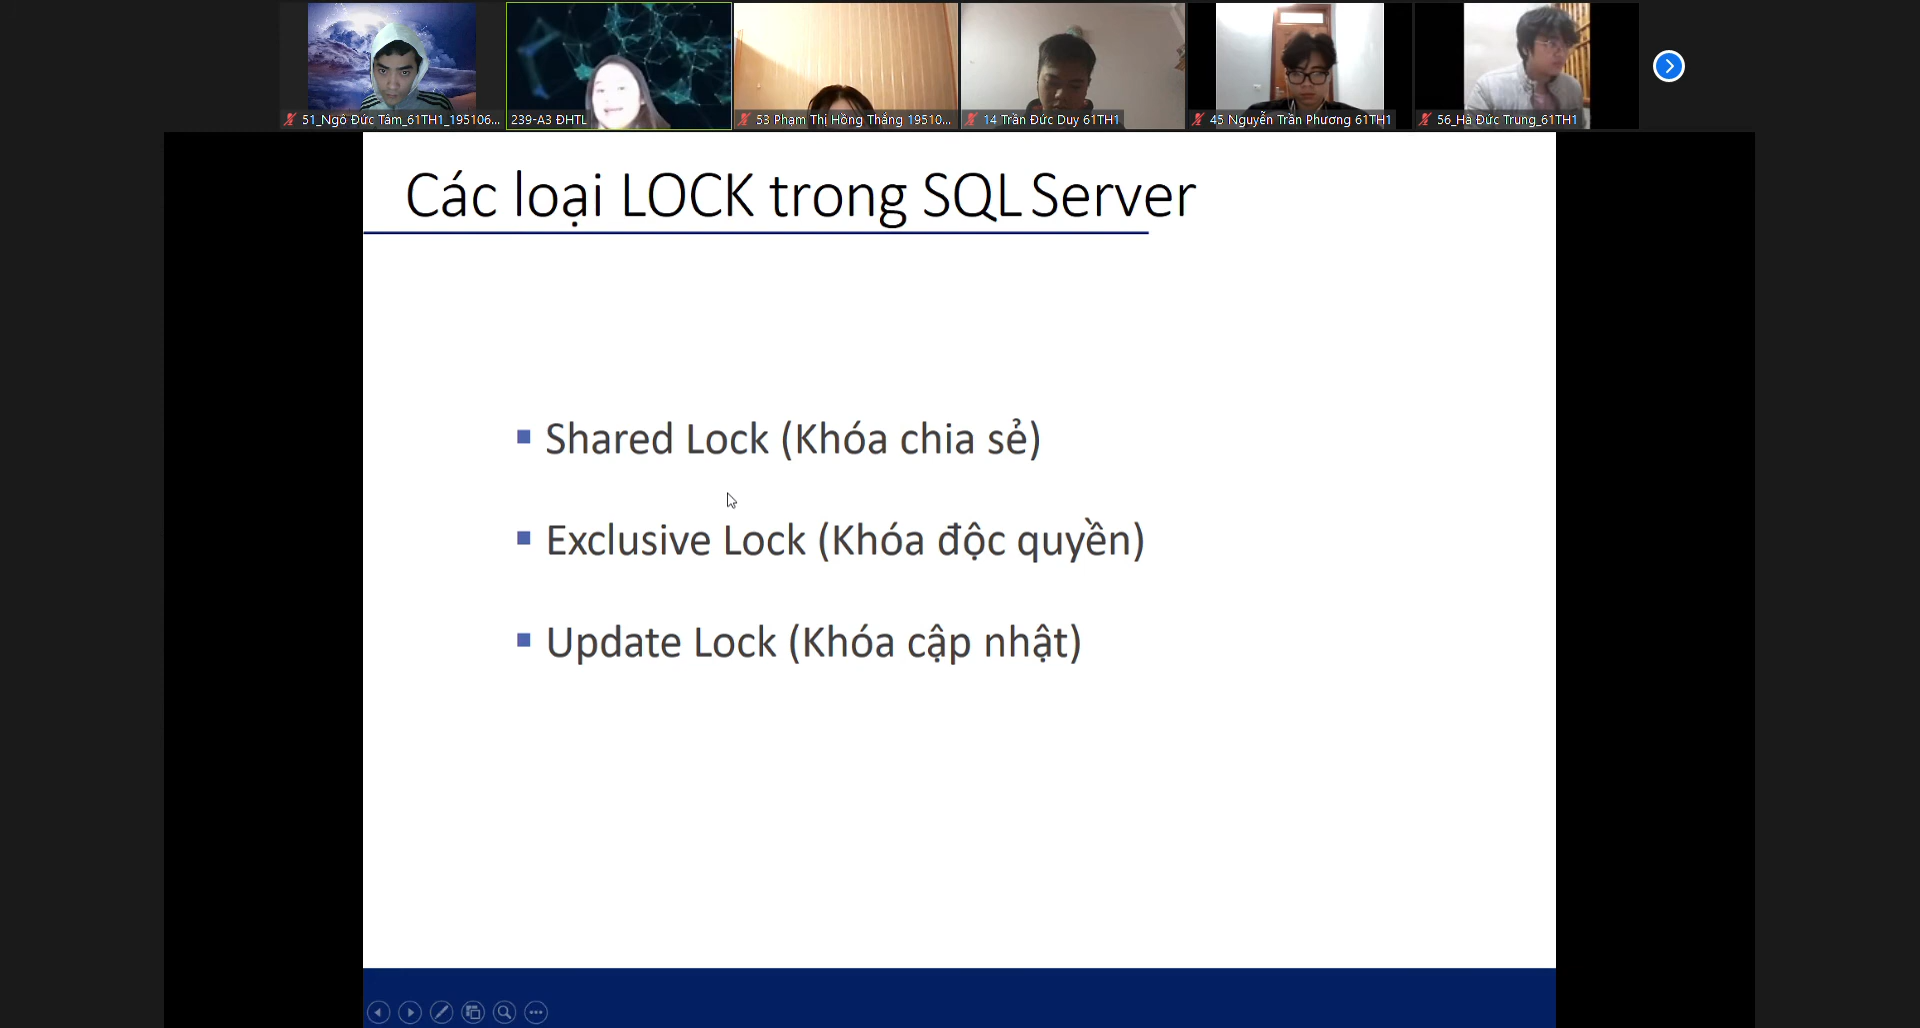 51_Ngô Đức Tâm_61TH1_195106...
239-A3 ĐHTL
53 Phạm Thị Hồng Thắng 19510...
14 Trần Đức Duy 61TH1
45 Nguyễn Trần Phương 61TH1
56_Hà Đức Trung_61TH1
Các loại LOCK trong SQL Server
Shared Lock (Khóa chia sẻ)
Exclusive Lock (Khóa độc quyền)
Update Lock (Khóa cập nhật)